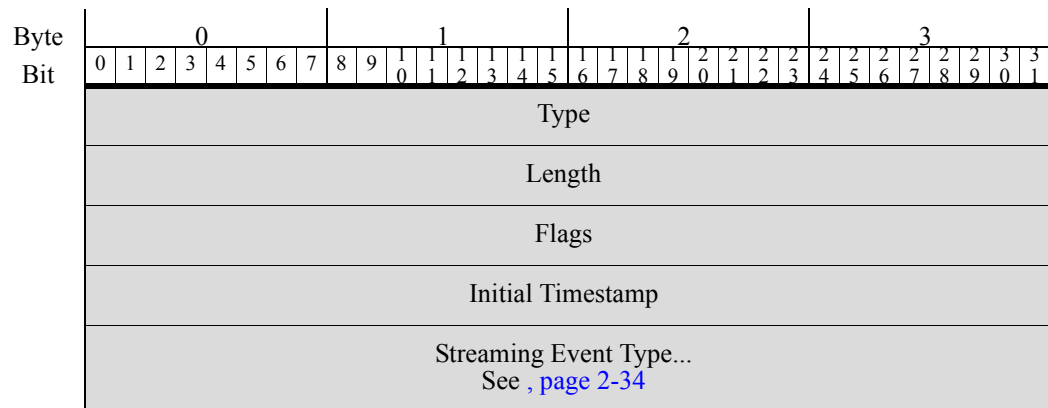 Byte 0 1 2 3
Bit 0 1 2 3 4 5 6 7 8 9 10 11 12 13 14 15 16 17 18 19 20 21 22 23 24 25 26 27 28 29 30 31
Type
Length
Flags
Initial Timestamp
Streaming Event Type...
See , page 2-34